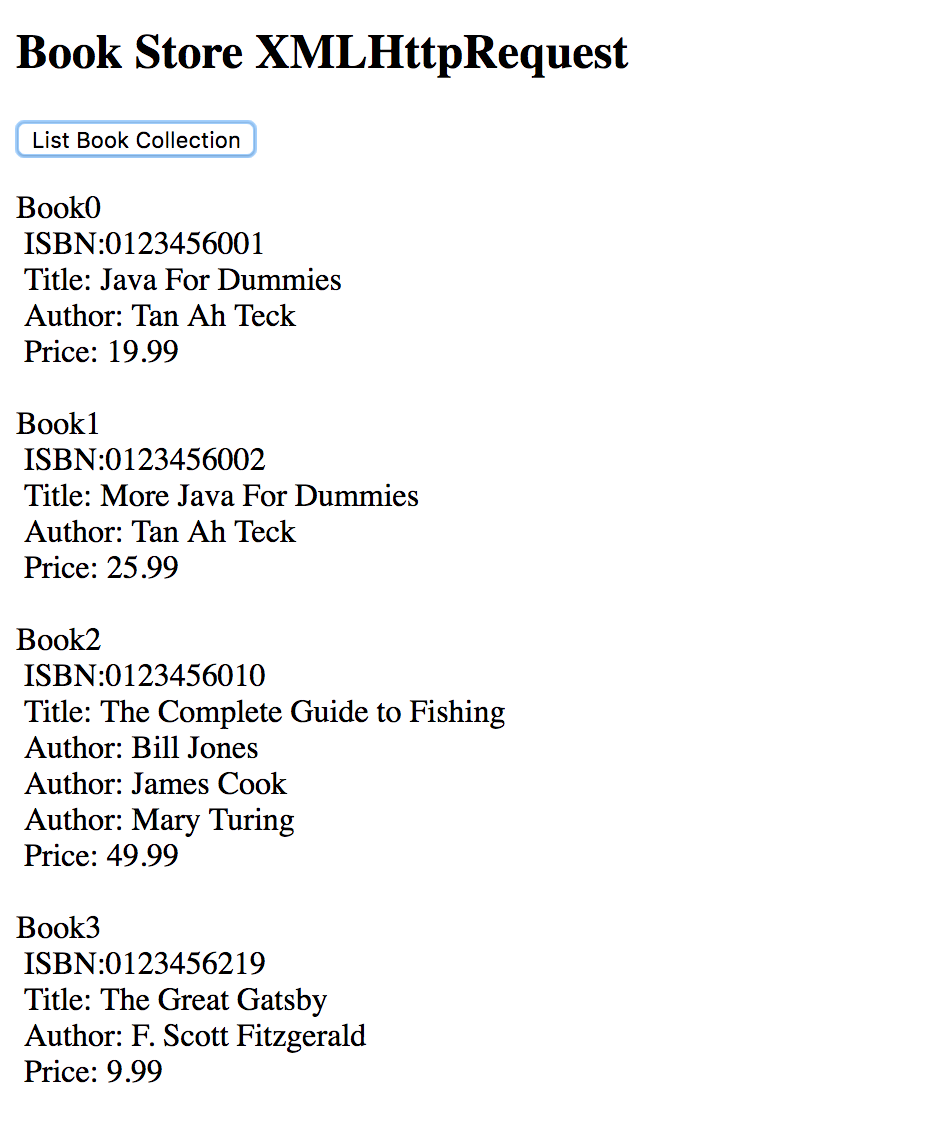 Book Store XMLHttpRequest
List Book Collection
Book0
ISBN:0123456001
Title: Java For Dummies
Author: Tan Ah Teck
Price: 19.99
Book1
ISBN:0123456002
Title: More Java For Dummies
Author: Tan Ah Teck
Price: 25.99
Book2
ISBN:0123456010
Title: The Complete Guide to Fishing
Author: Bill Jones
Author: James Cook
Author: Mary Turing
Price: 49.99
Book3
ISBN:0123456219
Title: The Great Gatsby
Author: F. Scott Fitzgerald
Price: 9.99